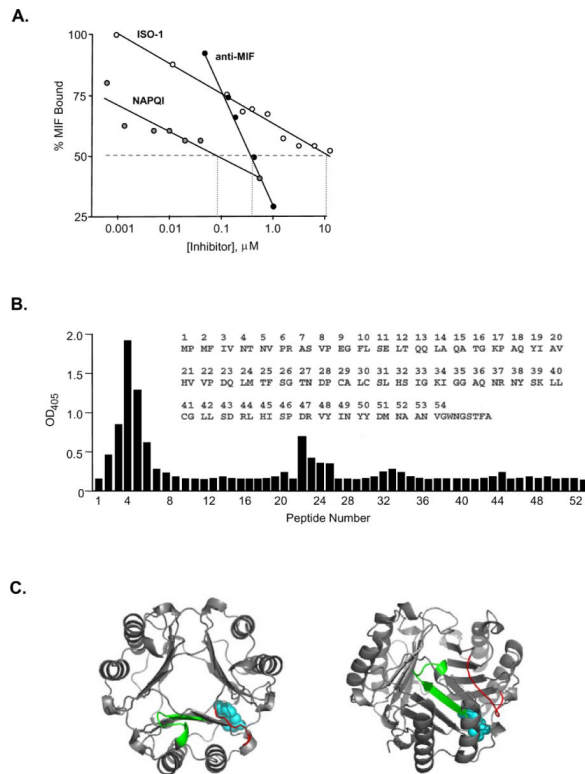 A.
ISO-1
anti-MIF
NAPQI
% MIF Bound
100
75
50
25
0.001 0.01 0.1 1.0 10
[Inhibitor], μM
B.
OD405
2.0
1.5
1.0
0.5
0
1 2 3 4 5 6 7 8 9 10 11 12 13 14 15 16 17 18 19 20
MP MF IV NT NV PR AS VP EG FL SE LT QQ LA QA TG KP AQ YI AV
21 22 23 24 25 26 27 28 29 30 31 32 33 34 35 36 37 38 39 40
HV VP DQ LM TF SG TN DP CA LC SL HS IG KI GG AQ NR NY SK LL
41 42 43 44 45 46 47 48 49 50 51 52 53 54
CG LL SD RL HI SP DR VY IN YY DM NA AN VGWNGSTFA
1 4 8 12 16 20 24 28 32 36 40 44 48 52
Peptide Number
C.